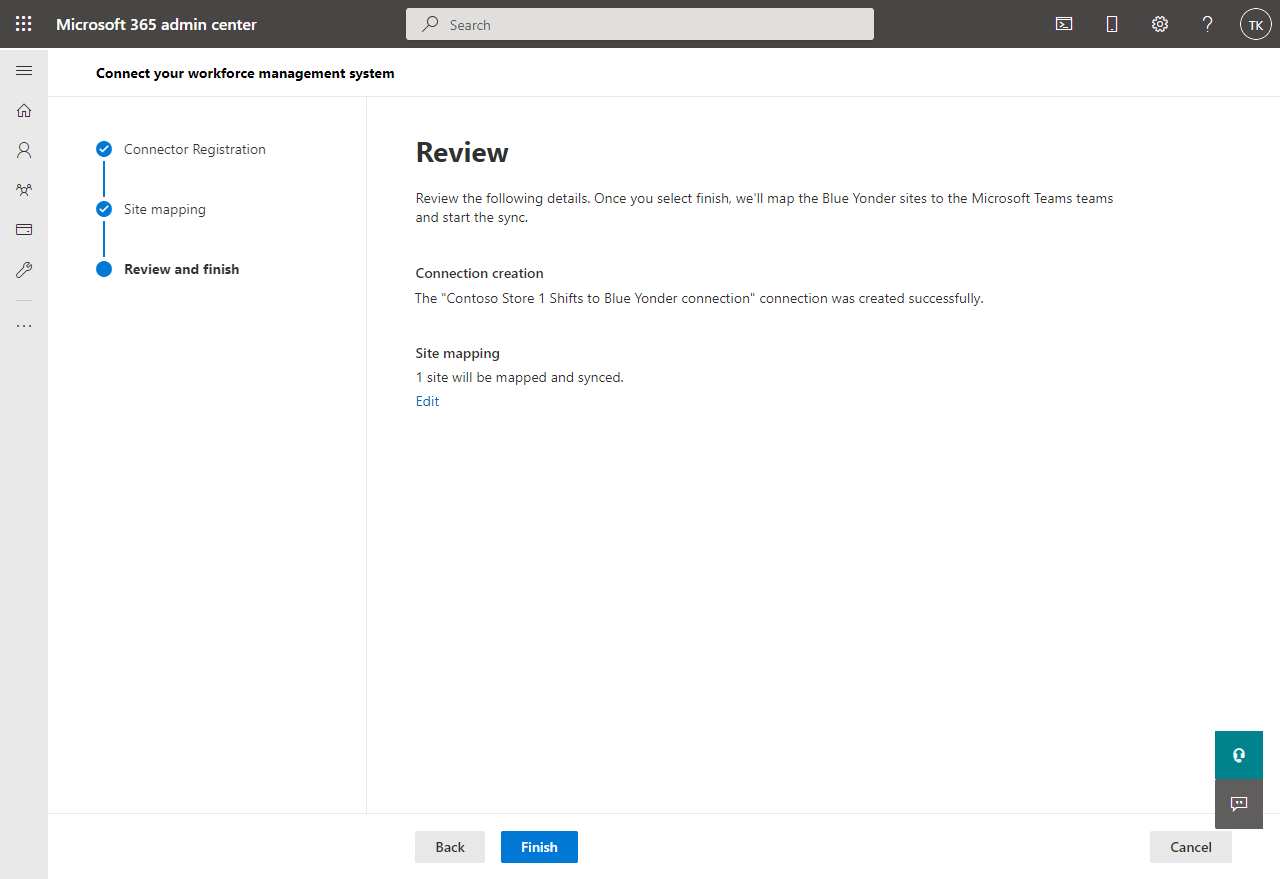 Microsoft 365 admin center
Search
TK
Connect your workforce management system
Connector Registration
Site mapping
Review and finish
Review
Review the following details. Once you select finish, we'll map the Blue Yonder sites to the Microsoft Teams teams
and start the sync.
Connection creation
The "Contoso Store 1 Shifts to Blue Yonder connection" connection was created successfully.
Site mapping
1 site will be mapped and synced.
Edit
Back
Finish
Cancel